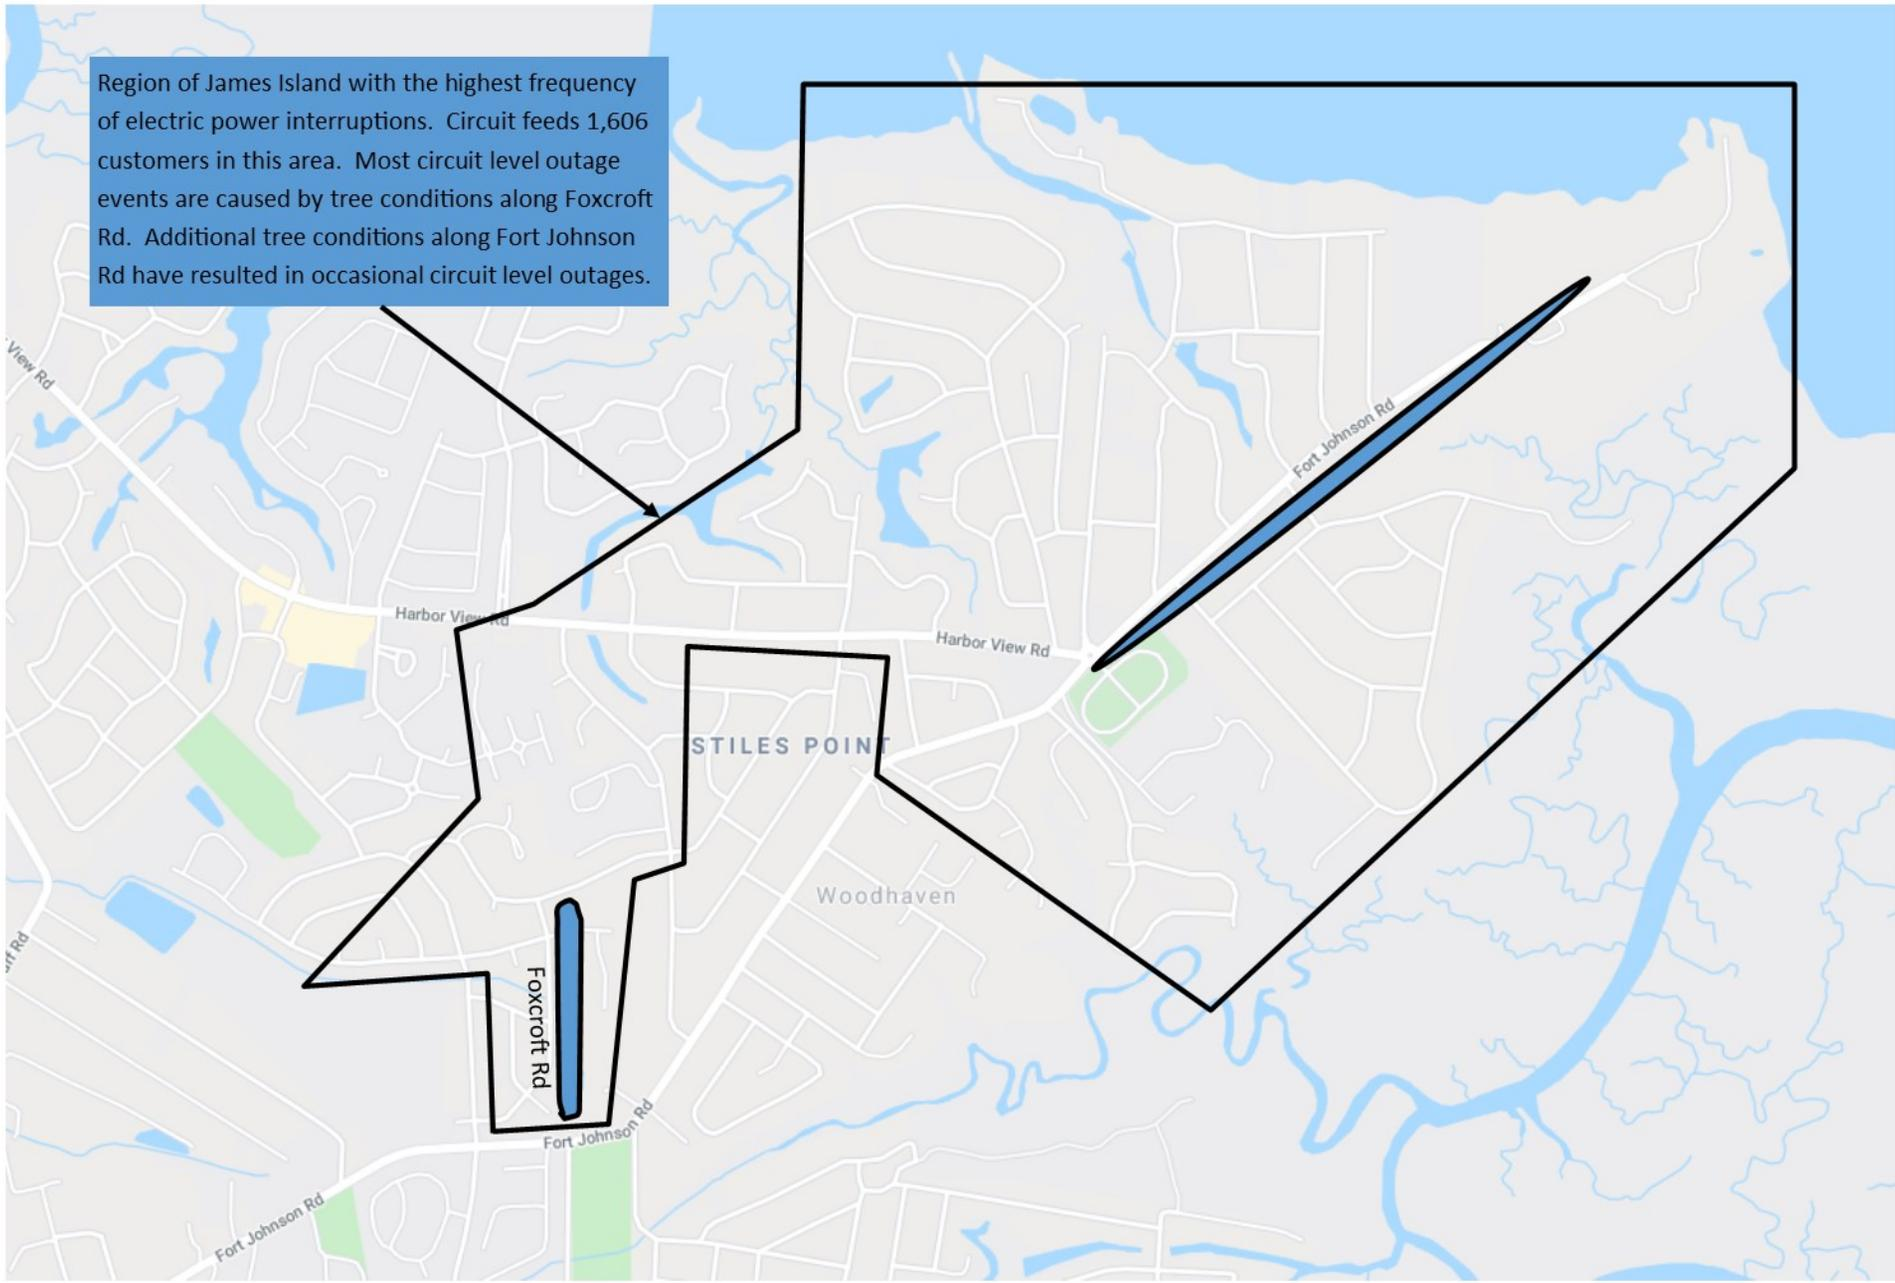 Region of James Island with the highest frequency
of electric power interruptions.  Circuit feeds 1,606
customers in this area.  Most circuit level outage
events are caused by tree conditions along Foxcroft
Rd.  Additional tree conditions along Fort Johnson
Rd have resulted in occasional circuit level outages.
View Rd
Fort Johnson Rd
Harbor View Rd
Harbor View Rd
STILES POINT
Woodhaven
Rd
Foxcroft Rd
Fort Johnson Rd
Fort Johnson Rd